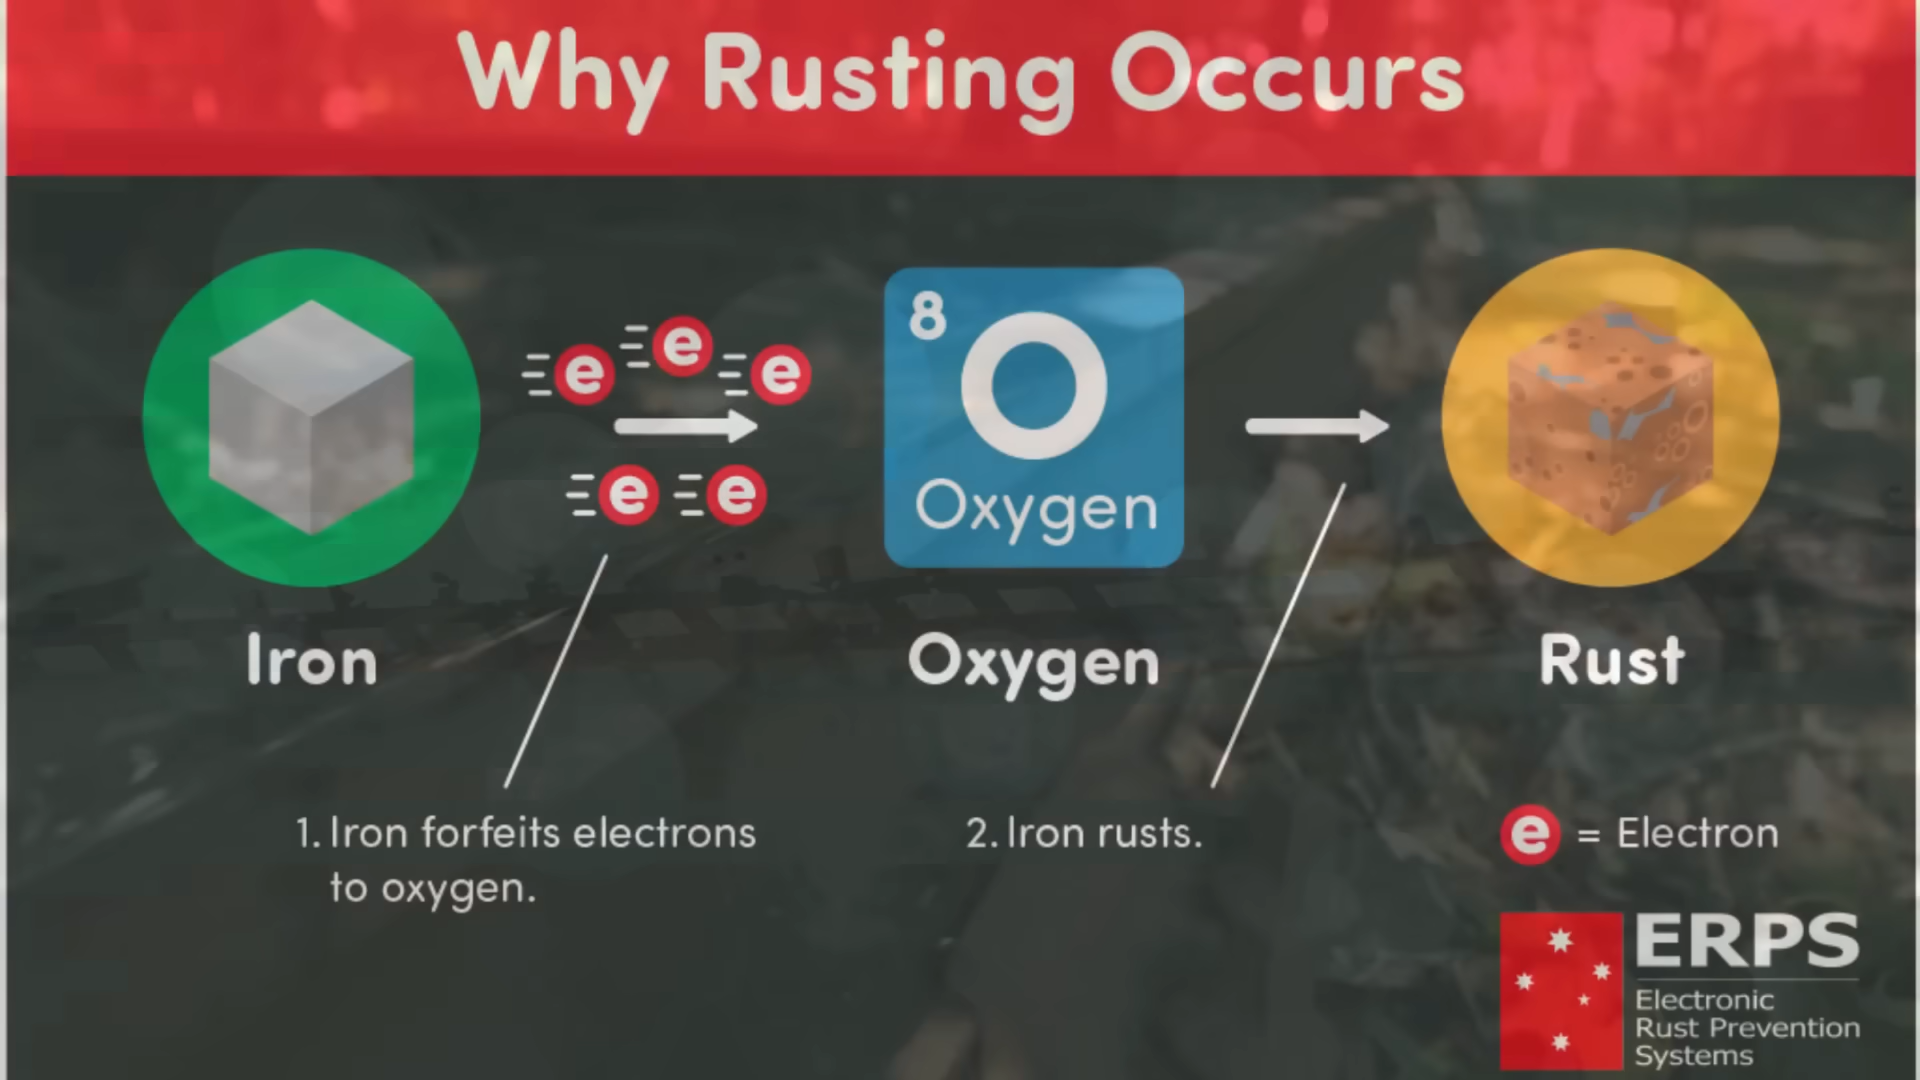 Why Rusting Occurs
e e e
e e
8
O
Oxygen
Iron
Oxygen
Rust
1. Iron forfeits electrons
to oxygen.
2. Iron rusts.
e = Electron
ERPS
Electronic
Rust Prevention
Systems